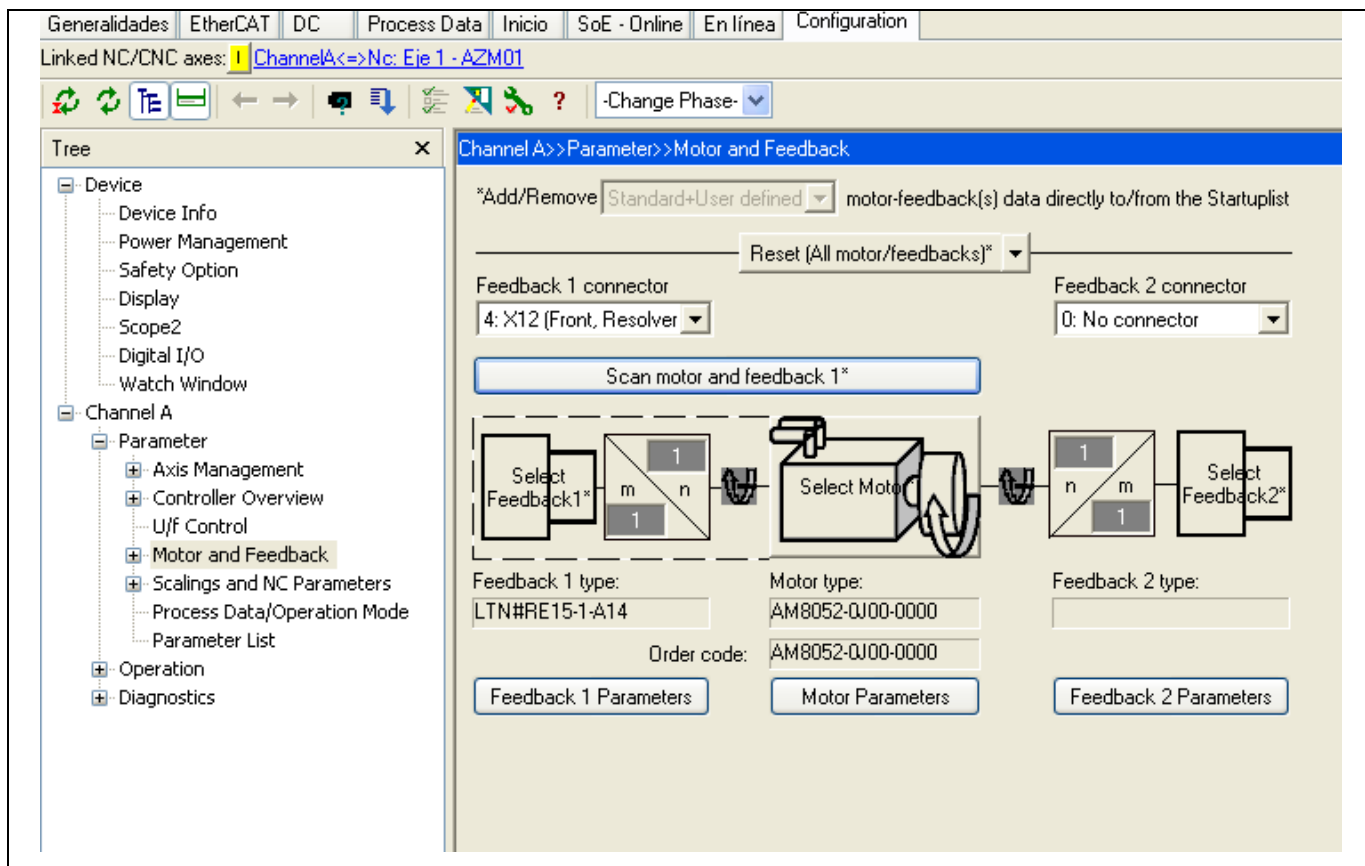 Generalidades EtherCAT DC Process Data Inicio SoE - Online En línea Configuration
Linked NC/CNC axes: I ChannelA<=>Nc: Eje 1 - AZM01
TE ? -Change Phase-
Tree X
Channel A>>Parameter>>Motor and Feedback
Device
Device Info
Power Management
Safety Option
Display
Scope2
Digital I/O
Watch Window
Channel A
Parameter
Axis Management
Controller Overview
U/f Control
Motor and Feedback
Scalings and NC Parameters
Process Data/Operation Mode
Parameter List
Operation
Diagnostics
*Add/Remove Standard+User defined motor-feedback(s) data directly to/from the Startuplist
Reset (All motor/feedbacks)*
Feedback 1 connector Feedback 2 connector
4: X12 (Front, Resolver 0: No connector
Scan motor and feedback 1*
Select Feedback1* m 1 n 1
Select Motor
n 1 m 1 Select Feedback2*
Feedback 1 type: Motor type: Feedback 2 type:
LTN#RE15-1-A14 AM8052-0J00-0000
Order code: AM8052-0J00-0000
Feedback 1 Parameters Motor Parameters Feedback 2 Parameters